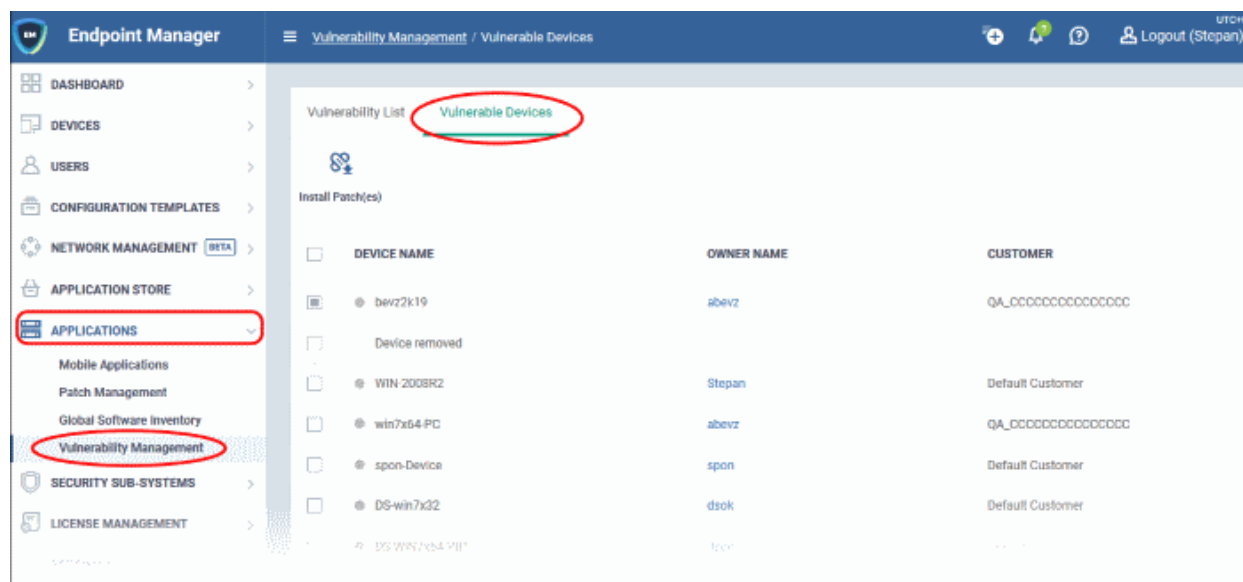 EM Endpoint Manager
Vulnerability Management / Vulnerable Devices
?
Logout (Stepan)
DASHBOARD
DEVICES
USERS
CONFIGURATION TEMPLATES
NETWORK MANAGEMENT BETA
APPLICATION STORE
APPLICATIONS
Mobile Applications
Patch Management
Global Software Inventory
Vulnerability Management
SECURITY SUB-SYSTEMS
LICENSE MANAGEMENT
Vulnerability List Vulnerable Devices
Install Patch(es)
DEVICE NAME OWNER NAME CUSTOMER
bevz2k19 abevz QA_CCCCCCCCCCCCCCC
Device removed
WIN-2008R2 Stepan Default Customer
win7x64-PC abevz QA_CCCCCCCCCCCCCCC
spon-Device spon Default Customer
DS-win7x32 dsok Default Customer